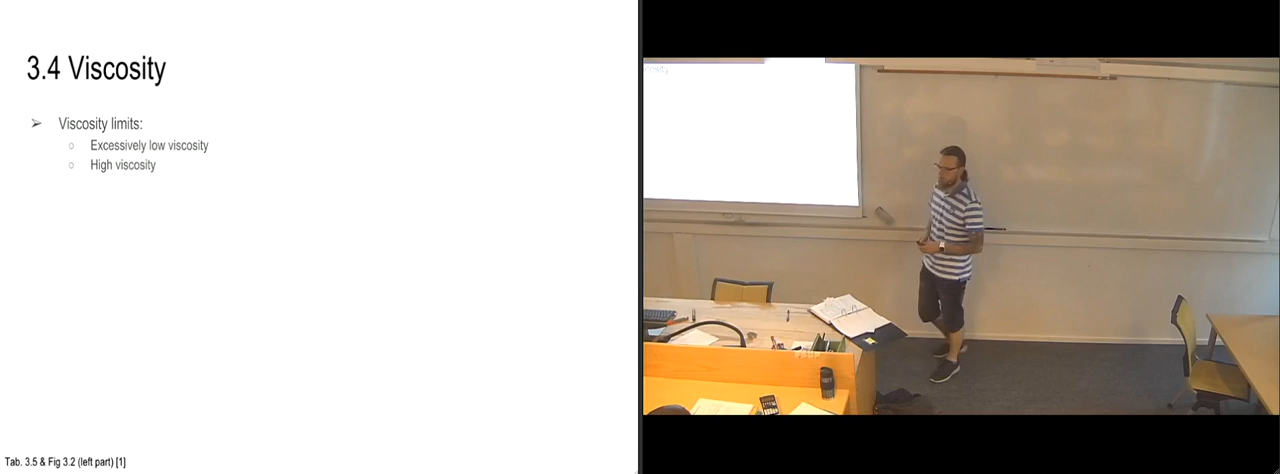 3.4 Viscosity
➢ Viscosity limits:
○ Excessively low viscosity
○ High viscosity
Tab. 3.5 & Fig 3.2 (left part) [1]